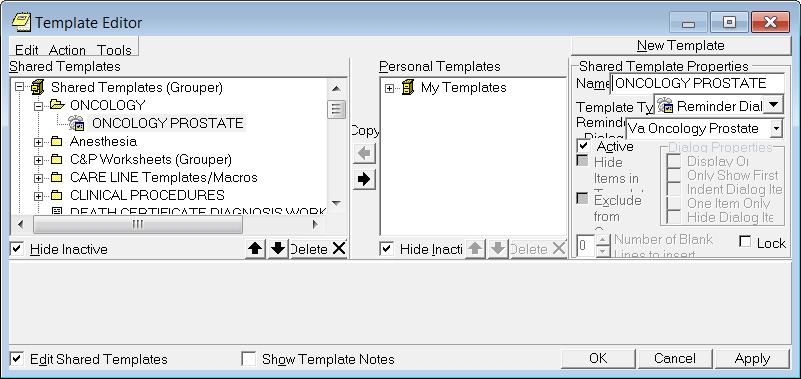 Template Editor
Edit Action Tools
New Template
Shared Templates
Shared Templates (Grouper)
ONCOLOGY
ONCOLOGY PROSTATE
Anesthesia
C&P Worksheets (Grouper)
CARE LINE Templates/Macros
CLINICAL PROCEDURES
DEATH CERTIFICATE DIAGNOSIS WORK
Hide Inactive
Delete
Copy
Personal Templates
My Templates
Hide Inacti
Delete
Shared Template Properties
Name
ONCOLOGY PROSTATE
Template Ty
Reminder Dial
Remind
Dialog
Va Oncology Prostate
Active
Hide
Items in
Exclude
from
Dialog Properties
Display Or
Only Show First
Indent Dialog Ite
One Item Only
Hide Dialog Ite
0
Number of Blank
Lines to insert
Lock
Edit Shared Templates
Show Template Notes
OK
Cancel
Apply